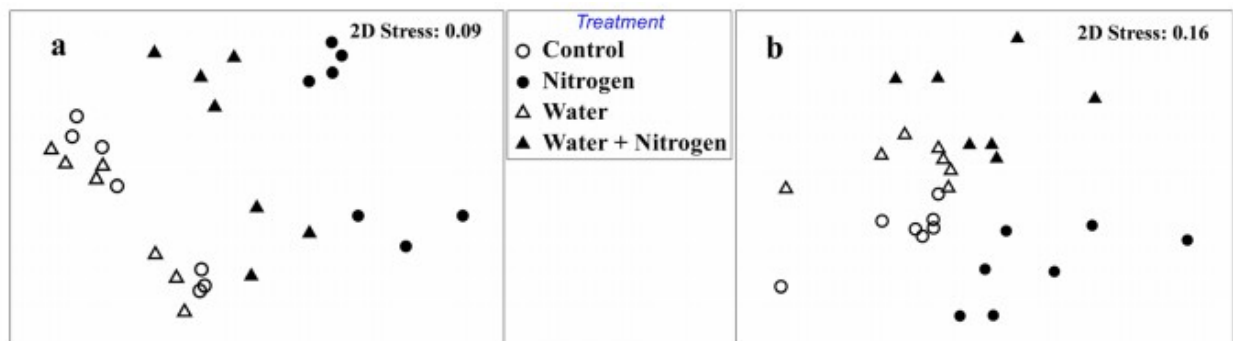 a
2D Stress: 0.09
Treatment
Control
Nitrogen
Water
Water + Nitrogen
b
2D Stress: 0.16